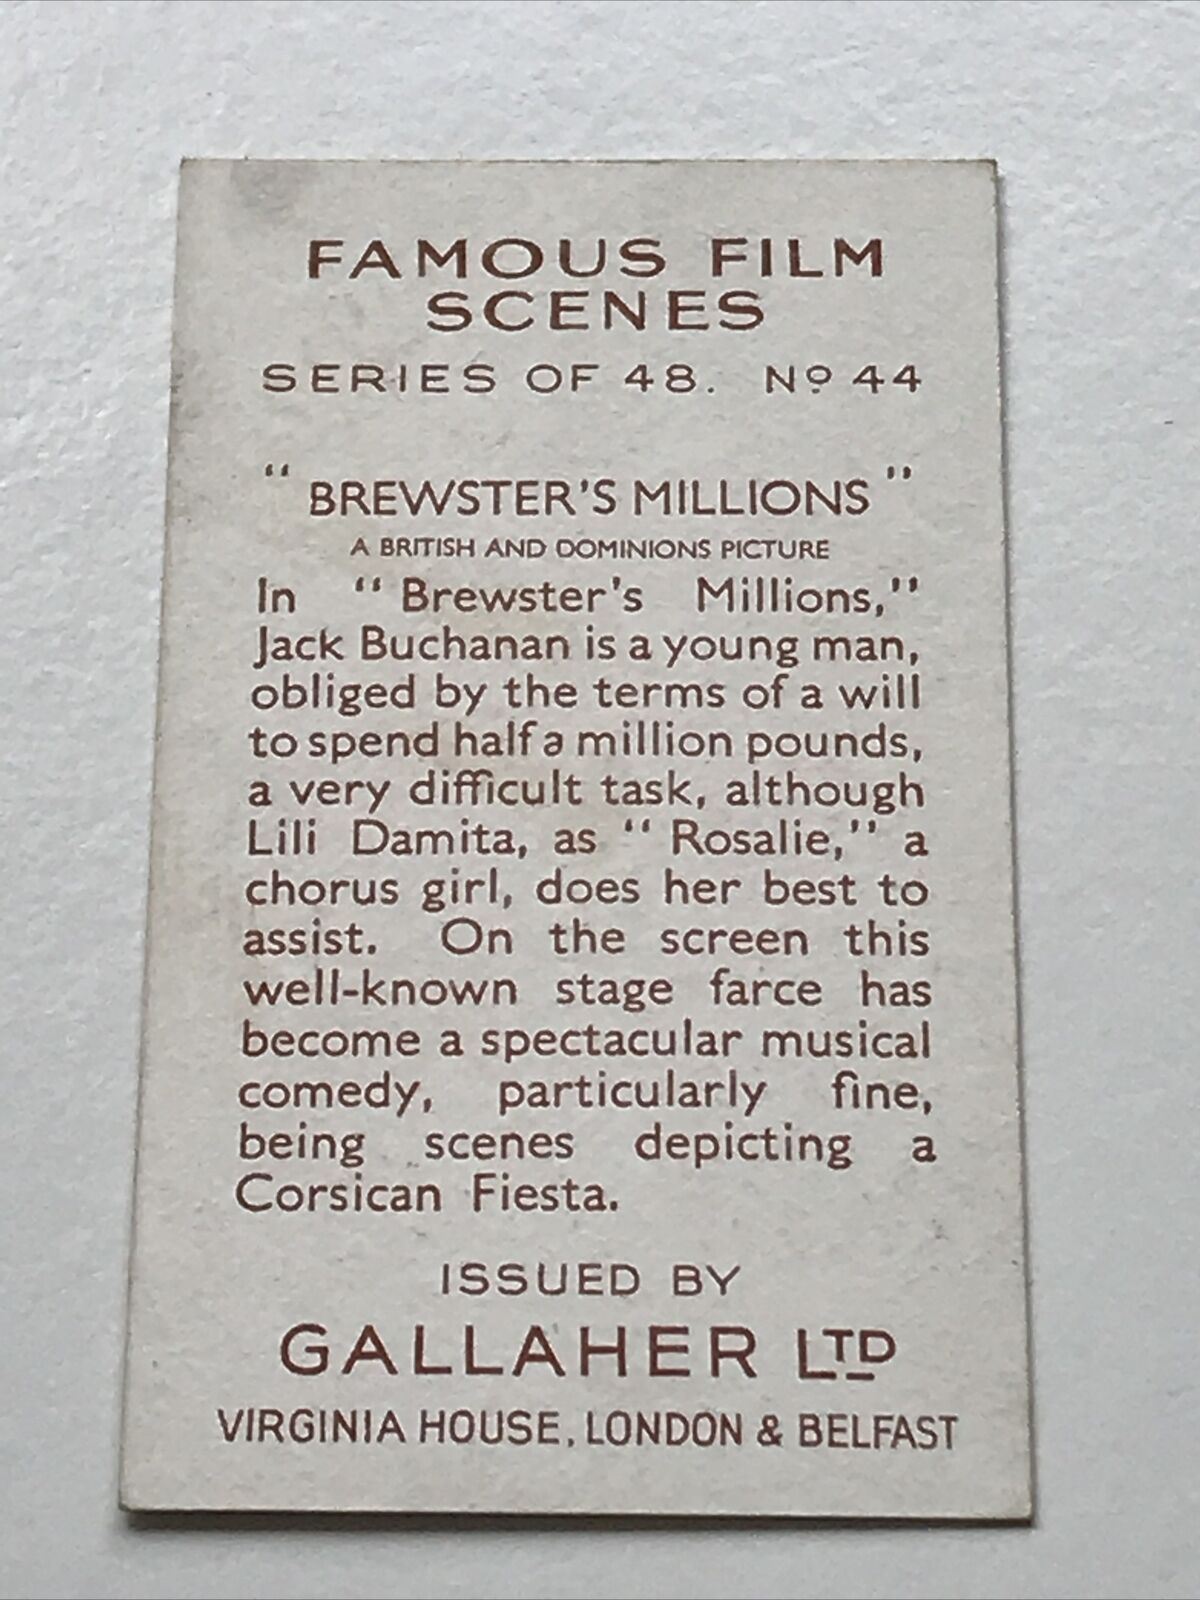 FAMOUS FILM
SCENES
SERIES OF 48. Nº 44
" BREWSTER'S MILLIONS "
A BRITISH AND DOMINIONS PICTURE
In " Brewster's Millions,"
Jack Buchanan is a young man,
obliged by the terms of a will
to spend half a million pounds,
a very difficult task, although
Lili Damita, as " Rosalie," a
chorus girl, does her best to
assist. On the screen this
well-known stage farce has
become a spectacular musical
comedy, particularly fine,
being scenes depicting a
Corsican Fiesta.
ISSUED BY
GALLAHER LTD
VIRGINIA HOUSE, LONDON & BELFAST